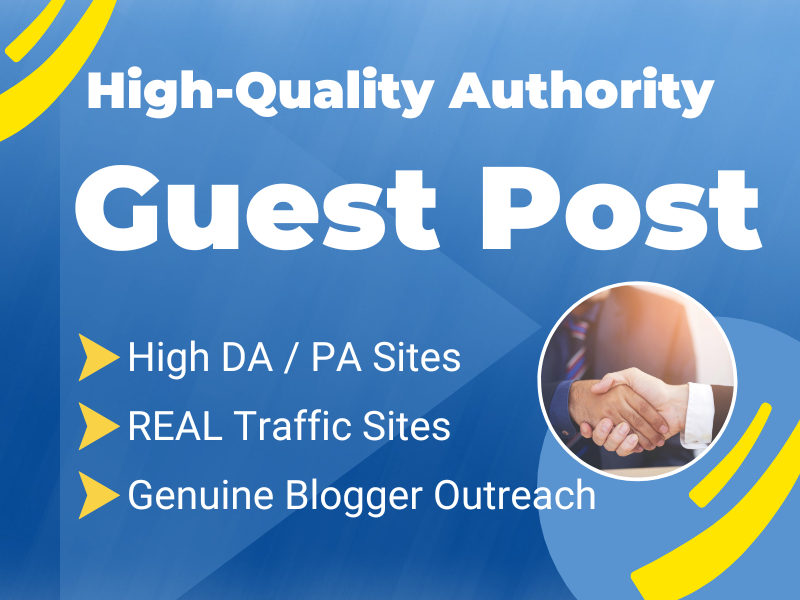 High-Quality Authority
Guest Post
High DA / PA Sites
REAL Traffic Sites
Genuine Blogger Outreach